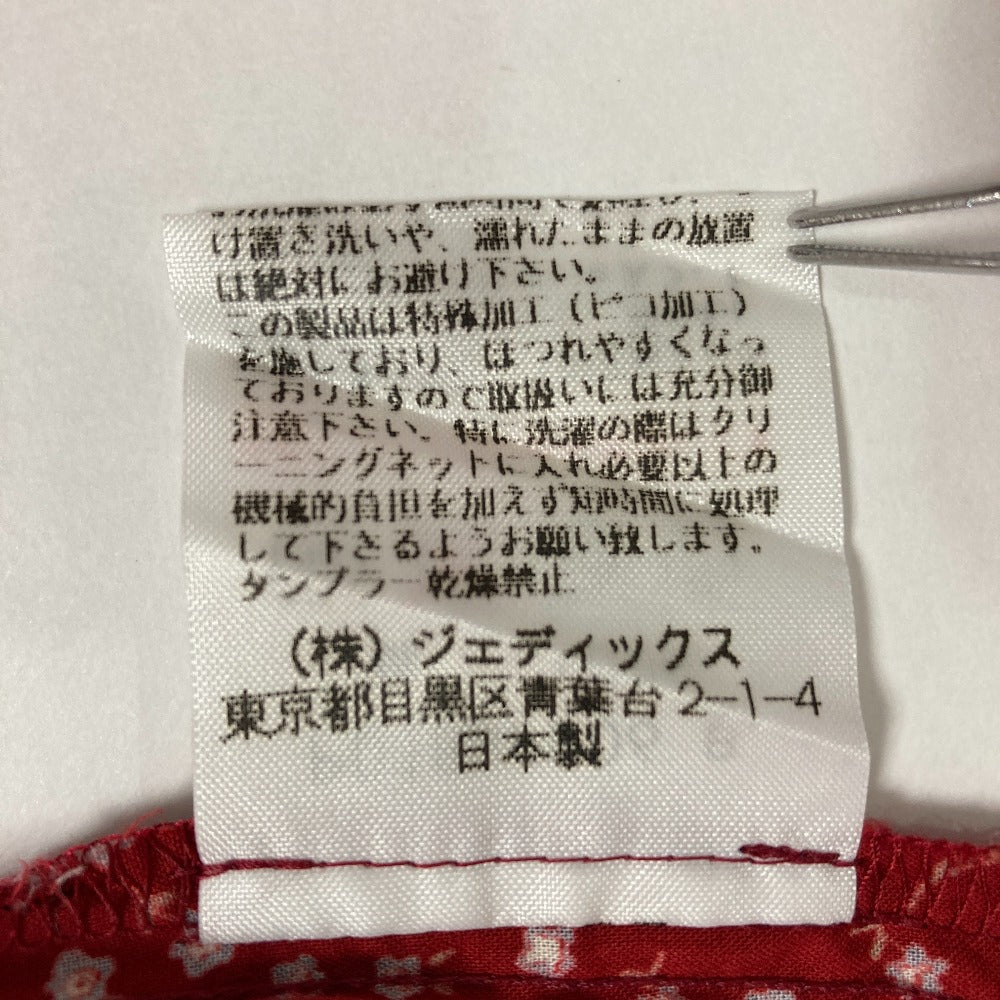 け置き洗いや、濡れたままの放置
は絶対にお避け下さい。
この製品は特殊加工(ピコ加工)
を施しており、ほつれやすくなっ
ておりますので取扱いには充分御
注意下さい。特に洗濯の際はクリ
ーニングネットに入れ必要以上の
機械的負担を加えず短時間に処理
して下さるようお願い致します。
タンブラー乾燥禁止
(株)ジェディックス
東京都目黒区青葉台2-1-4
日本製